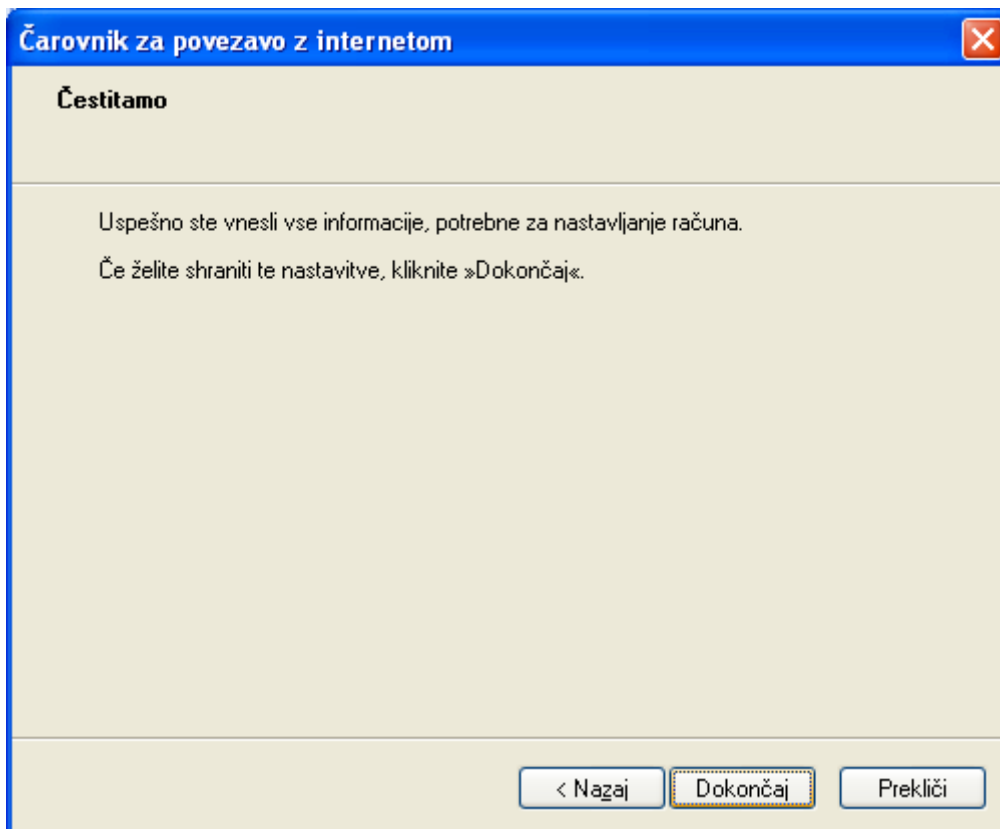 Čarovnik za povezavo z internetom
Čestitamo
Uspešno ste vnesli vse informacije, potrebne za nastavljanje računa.
Če želite shraniti te nastavitve, kliknite »Dokončaj«.
< Nazaj Dokončaj Prekliči